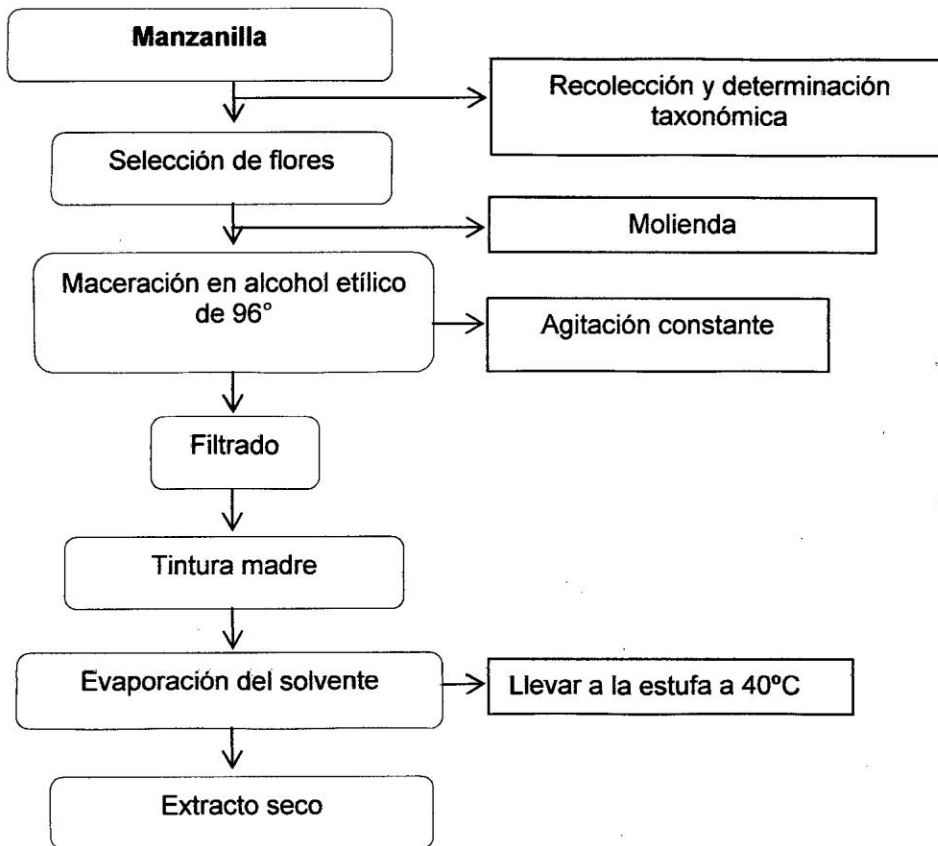 Manzanilla
Recolección y determinación
taxonómica
Selección de flores
Molienda
Maceración en alcohol etílico
de 96°
Agitación constante
Filtrado
Tintura madre
Evaporación del solvente
Llevar a la estufa a 40ºC
Extracto seco